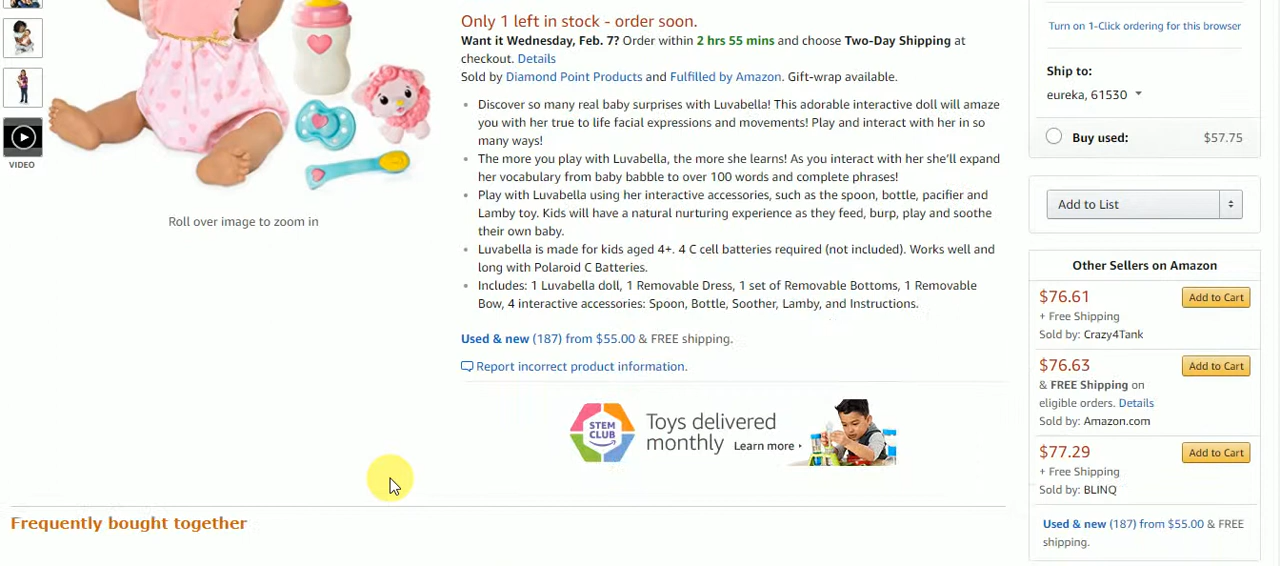 VIDEO
Roll over image to zoom in
Only 1 left in stock - order soon.
Want it Wednesday, Feb. 7? Order within 2 hrs 55 mins and choose Two-Day Shipping at
checkout. Details
Sold by Diamond Point Products and Fulfilled by Amazon. Gift-wrap available.
Discover so many real baby surprises with Luvabella! This adorable interactive doll will amaze
you with her true to life facial expressions and movements! Play and interact with her in so
many ways!
The more you play with Luvabella, the more she learns! As you interact with her she'll expand
her vocabulary from baby babble to over 100 words and complete phrases!
Play with Luvabella using her interactive accessories, such as the spoon, bottle, pacifier and
Lamby toy. Kids will have a natural nurturing experience as they feed, burp, play and soothe
their own baby.
Luvabella is made for kids aged 4+. 4 C cell batteries required (not included). Works well and
long with Polaroid C Batteries.
Includes: 1 Luvabella doll, 1 Removable Dress, 1 set of Removable Bottoms, 1 Removable
Bow, 4 interactive accessories: Spoon, Bottle, Soother, Lamby, and Instructions.
Used & new (187) from $55.00 & FREE shipping.
Report incorrect product information.
STEM
CLUB
Toys delivered
monthly Learn more
Frequently bought together
Turn on 1-Click ordering for this browser
Ship to:
eureka, 61530
Buy used: $57.75
Add to List
Other Sellers on Amazon
$76.61 Add to Cart
+ Free Shipping
Sold by: Crazy4Tank
$76.63 Add to Cart
& FREE Shipping on
eligible orders. Details
Sold by: Amazon.com
$77.29 Add to Cart
+ Free Shipping
Sold by: BLINQ
Used & new (187) from $55.00 & FREE
shipping.